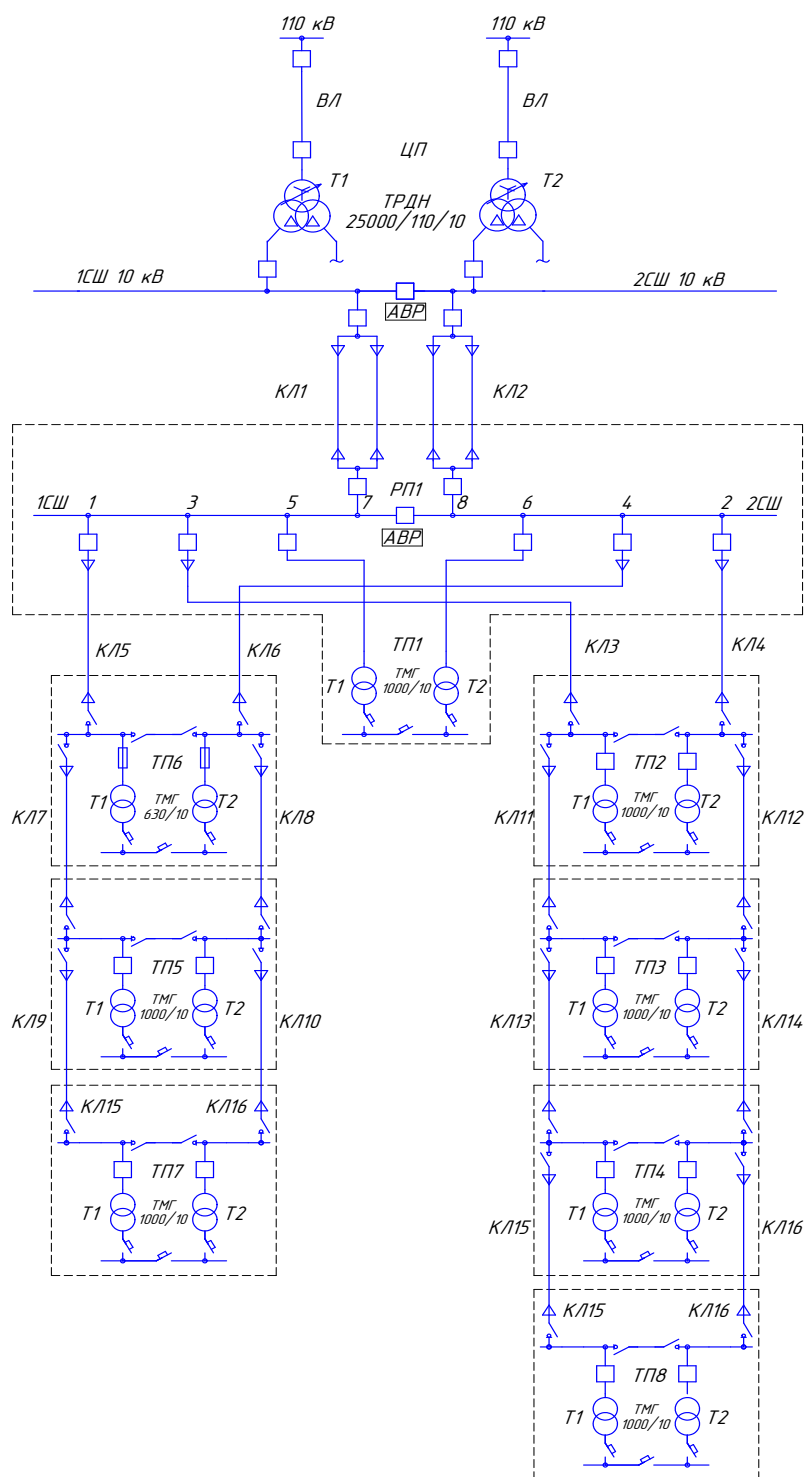 110 кВ 110 кВ
ВЛ ВЛ
ЦП
Т1 Т2
ТРДН
25000/110/10
1СШ 10 кВ 2СШ 10 кВ
АВР
КЛ1 КЛ2
1СШ 1 3 5 7 РП1 8 6 4 2 2СШ
АВР
КЛ5 КЛ6 ТП1 КЛ3 КЛ4
Т1 ТМГ Т2
1000/10
ТП6 ТП2
КЛ7 Т1 ТМГ Т2 КЛ8 КЛ11 Т1 ТМГ Т2 КЛ12
630/10 1000/10
ТП5 ТП3
КЛ9 Т1 ТМГ Т2 КЛ10 КЛ13 Т1 ТМГ Т2 КЛ14
1000/10 1000/10
КЛ15 КЛ16
ТП7 ТП4
Т1 ТМГ Т2 КЛ15 Т1 ТМГ Т2 КЛ16
1000/10 1000/10
КЛ15 КЛ16
ТП8
Т1 ТМГ Т2
1000/10